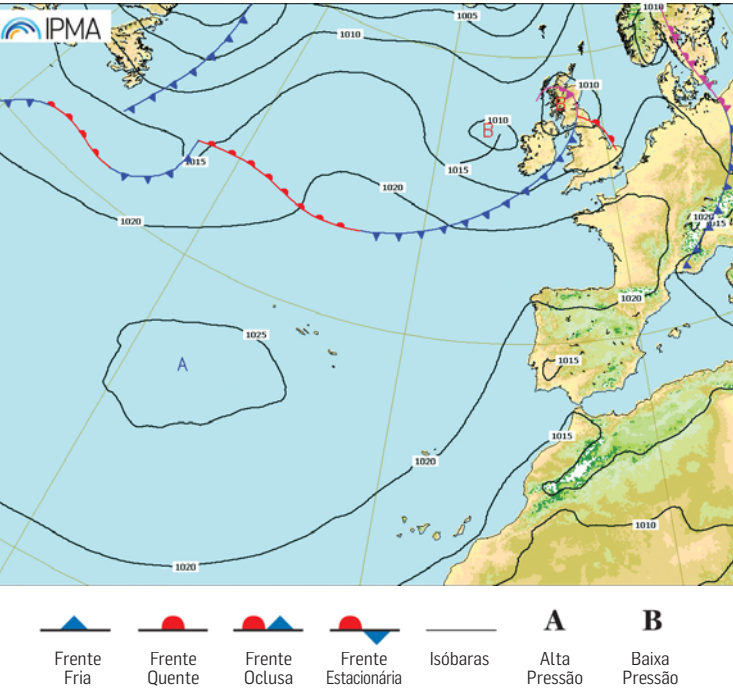 IPMA
1005
1010
1010
1010
1010
B
B
1015
1015
1020
1020
1020
1015
1020
1025
A
1015
1015
1020
1010
1020
A
B
Frente
Fria
Frente
Quente
Frente
Oclusa
Frente
Estacionária
Isóbaras
Alta
Pressão
Baixa
Pressão